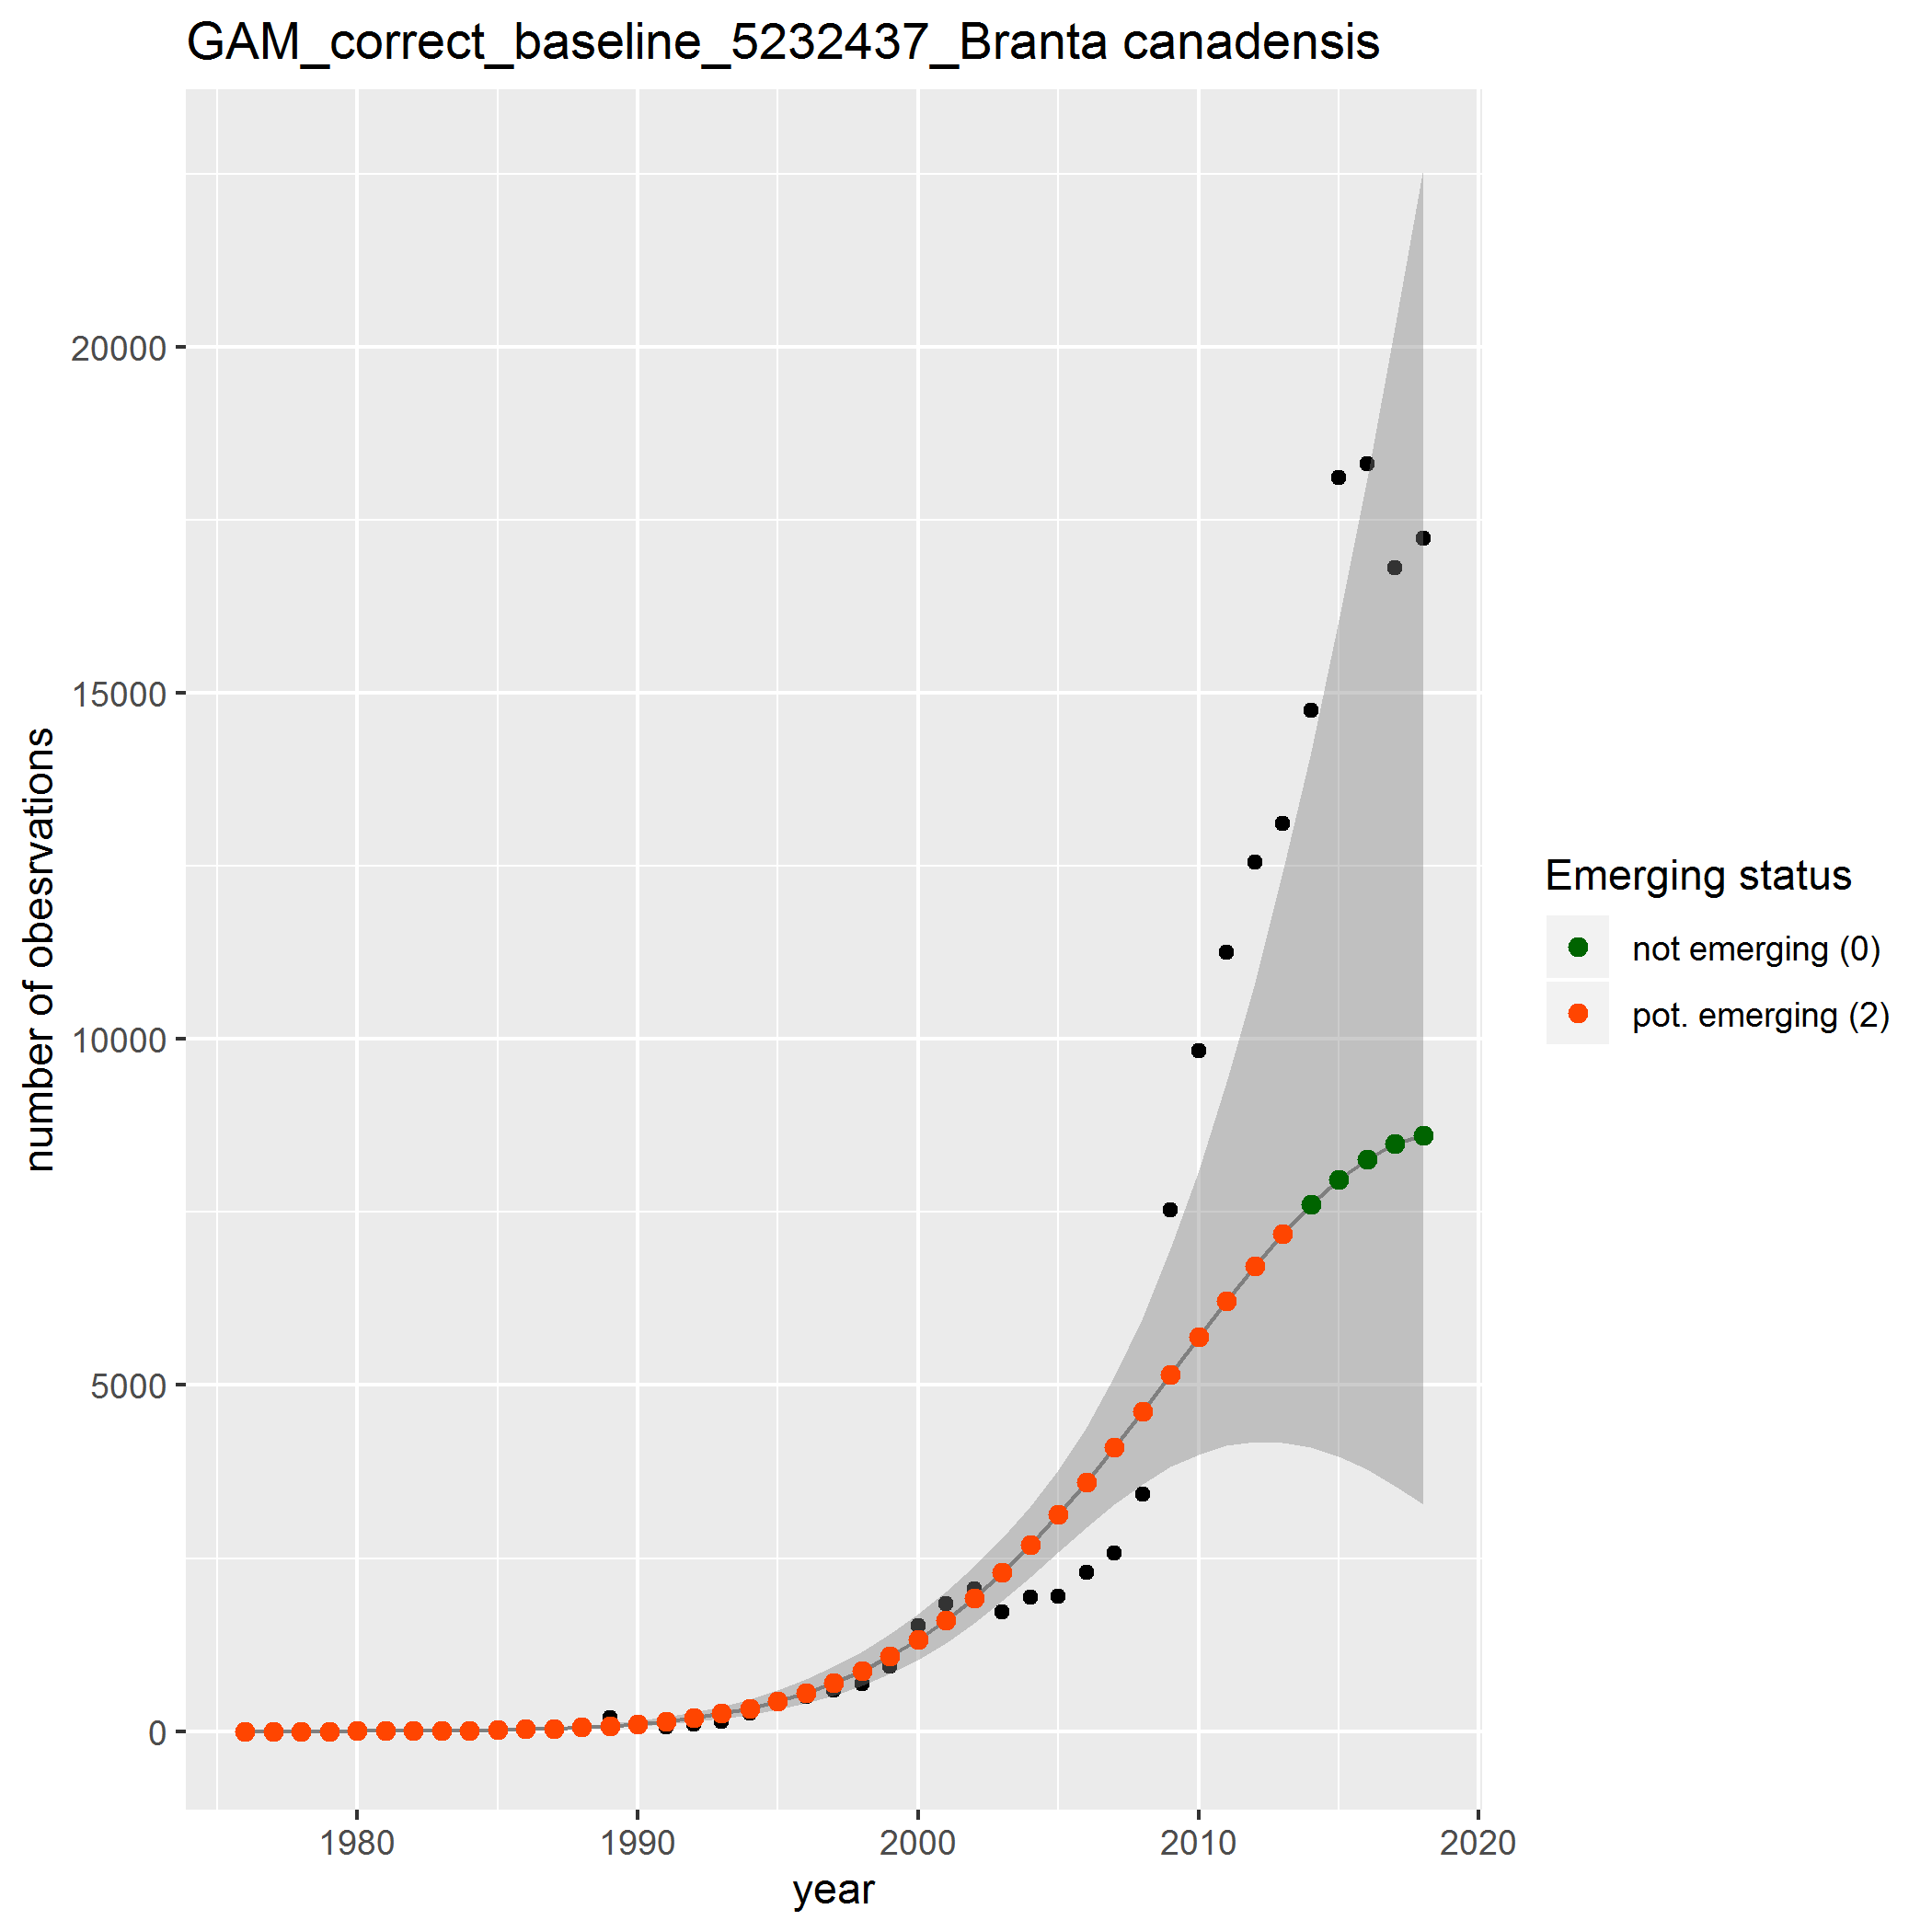 GAM_correct_baseline_5232437_Branta canadensis
number of obesrvations
20000
15000
10000
5000
0
1980
1990
2000
2010
2020
year
Emerging status
not emerging (0)
pot. emerging (2)